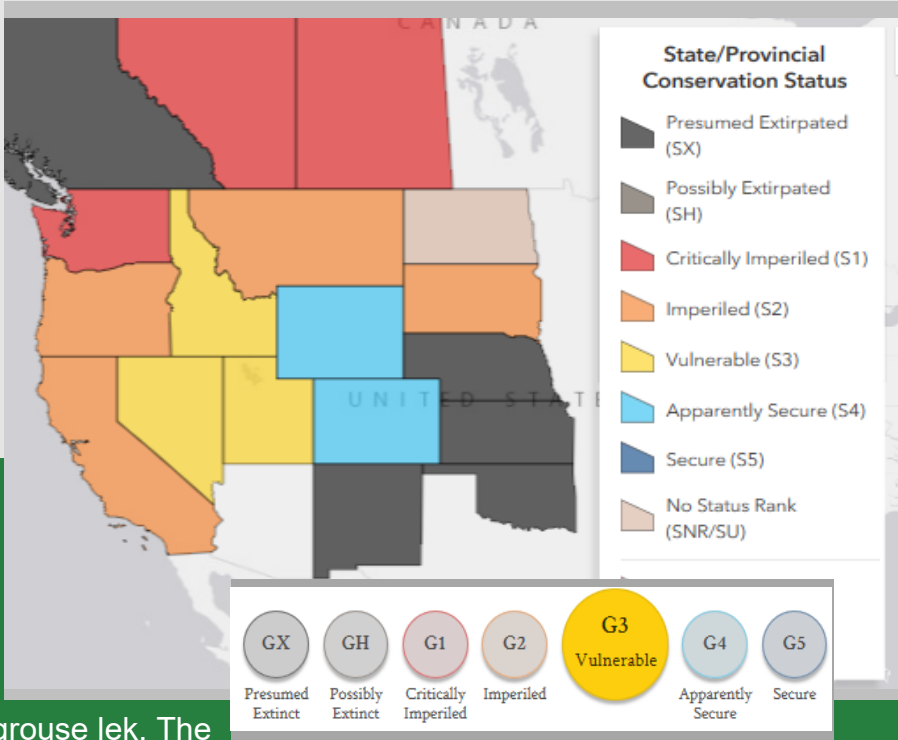 CANADA
UNITED STATE
State/Provincial
Conservation Status
Presumed Extirpated
(SX)
Possibly Extirpated
(SH)
Critically Imperiled (S1)
Imperiled (S2)
Vulnerable (S3)
Apparently Secure (S4)
Secure (S5)
No Status Rank
(SNR/SU)
GX
GH
G1
G2
G3
Vulnerable
G4
G5
Presumed
Extinct
Possibly
Extinct
Critically
Imperiled
Imperiled
Apparently
Secure
Secure
grouse lek. The